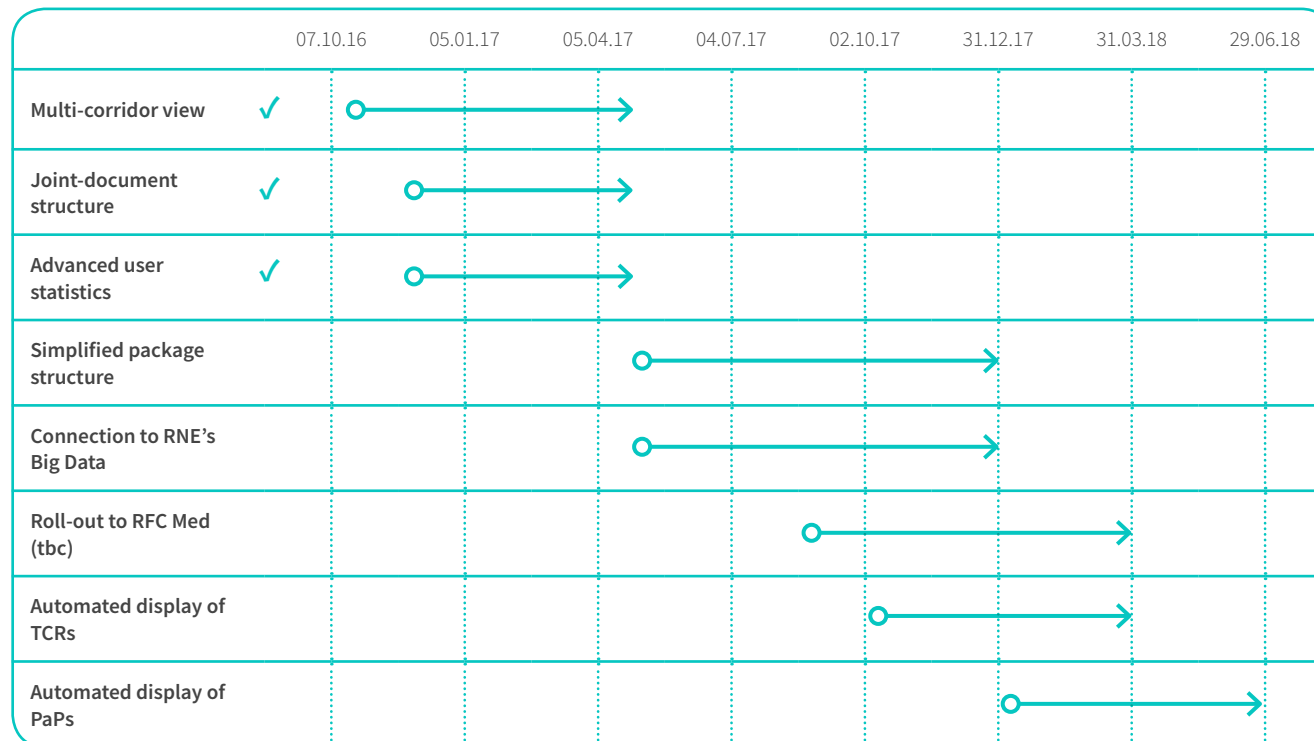 07.10.16 05.01.17 05.04.17 04.07.17 02.10.17 31.12.17 31.03.18 29.06.18
Multi-corridor view
Joint-document
structure
Advanced user
statistics
Simplified package
structure
Connection to RNE’s
Big Data
Roll-out to RFC Med
(tbc)
Automated display of
TCRs
Automated display of
PaPs